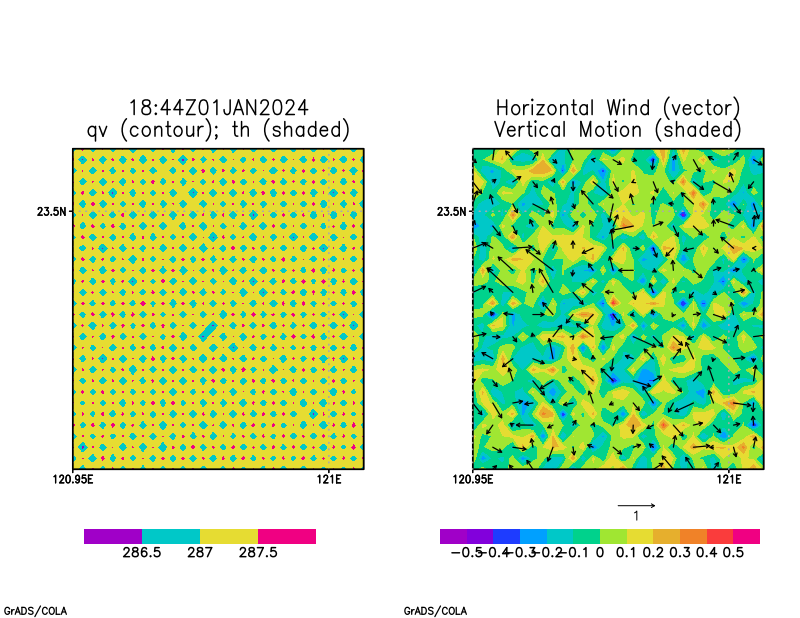 18:44Z01JAN2024
qv (contour); th (shaded)
Horizontal Wind (vector)
Vertical Motion (shaded)
23.5N
23.5N
120.95E
121E
120.95E
121E
1
286.5
287
287.5
-0.5
-0.4
-0.3
-0.2
-0.1
0
0.1
0.2
0.3
0.4
0.5
GrADS/COLA
GrADS/COLA